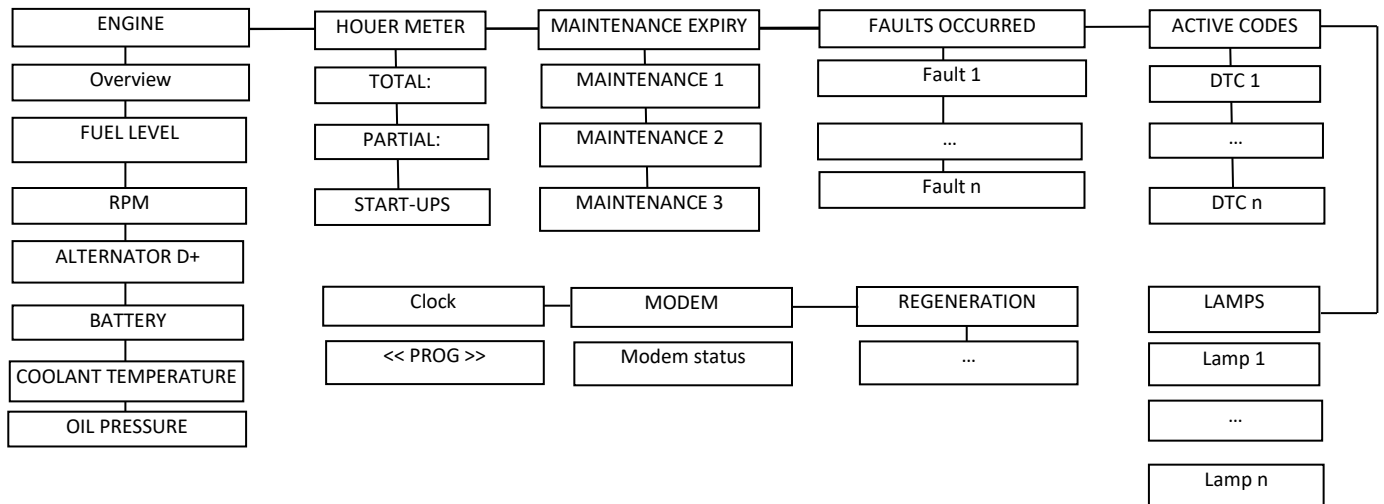 ENGINE
Overview
FUEL LEVEL
RPM
ALTERNATOR D+
BATTERY
COOLANT TEMPERATURE
OIL PRESSURE
HOUER METER
TOTAL:
PARTIAL:
START-UPS
MAINTENANCE EXPIRY
MAINTENANCE 1
MAINTENANCE 2
MAINTENANCE 3
FAULTS OCCURRED
Fault 1
...
Fault n
ACTIVE CODES
DTC 1
...
DTC n
LAMPS
Lamp 1
...
Lamp n
REGENERATION
...
MODEM
Modem status
Clock
<< PROG >>